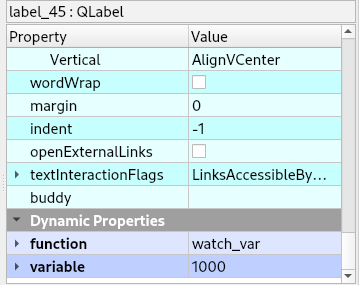 label_45 : QLabel
Property Value
Vertical AlignVCenter
wordWrap
margin 0
indent -1
openExternalLinks
textInteractionFlags LinksAccessibleBy...
buddy
Dynamic Properties
function watch_var
variable 1000